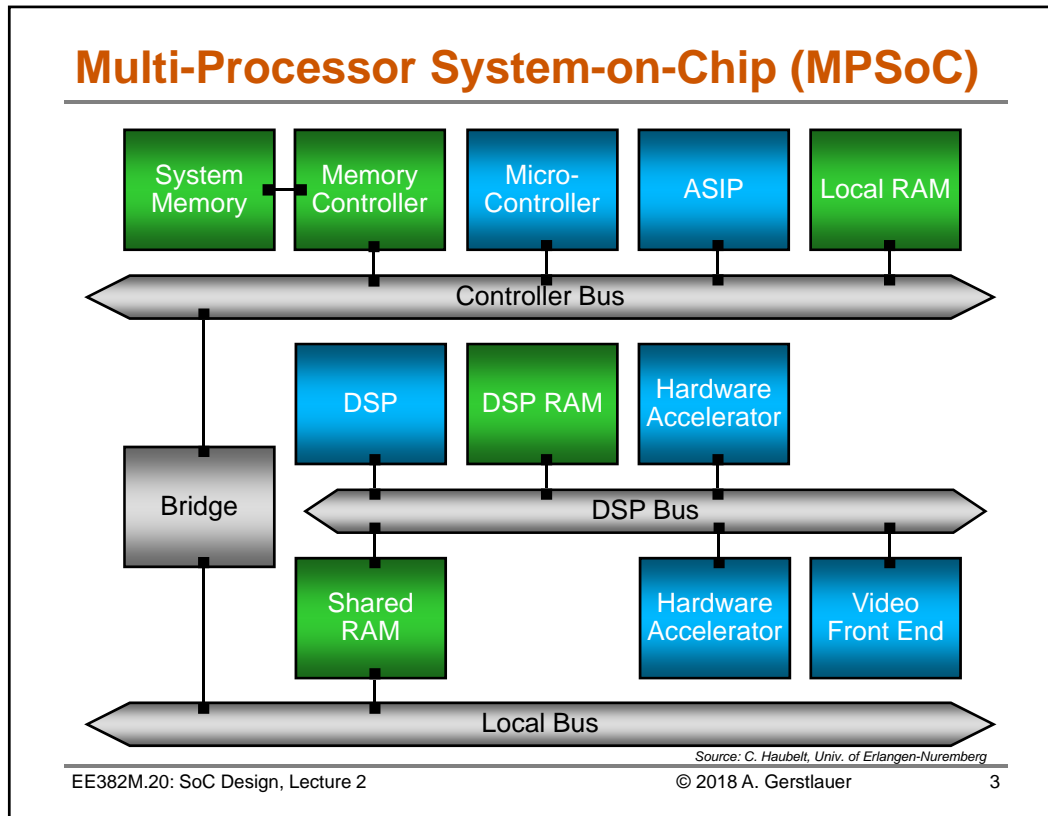 Multi-Processor System-on-Chip (MPSoC)
System
Memory
Memory
Controller
Micro-
Controller
ASIP
Local RAM
Controller Bus
DSP
DSP RAM
Hardware
Accelerator
Bridge
DSP Bus
Shared
RAM
Hardware
Accelerator
Video
Front End
Local Bus
Source: C. Haubelt, Univ. of Erlangen-Nuremberg
EE382M.20: SoC Design, Lecture 2
© 2018 A. Gerstlauer
3